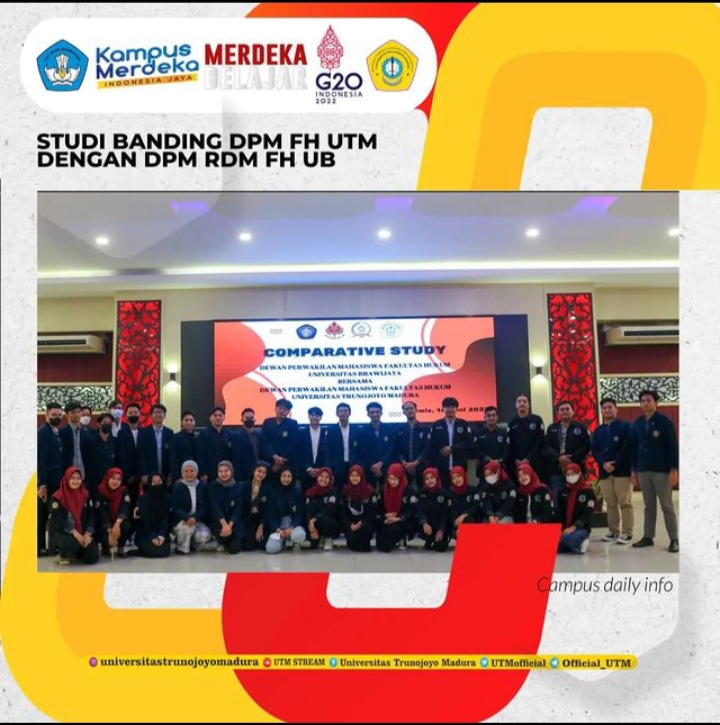 Kampus
Merdeka
INDONESIA JAYA
MERDEKA
BELAJAR
G20
INDONESIA
2022
STUDI BANDING DPM FH UTM
DENGAN DPM RDM FH UB
COMPARATIVE STUDY
DEWAN PERWAKILAN MAHASISWA FAKULTAS HUKUM
UNIVERSITAS BRAWIJAYA
BERSAMA
DEWAN PERWAKILAN MAHASISWA FAKULTAS HUKUM
UNIVERSITAS TRUNOJOYO MADURA
Campus daily info
universitastrunojoyomadura UTM STREAM Universitas Trunojoyo Madura UTMofficial Official_UTM